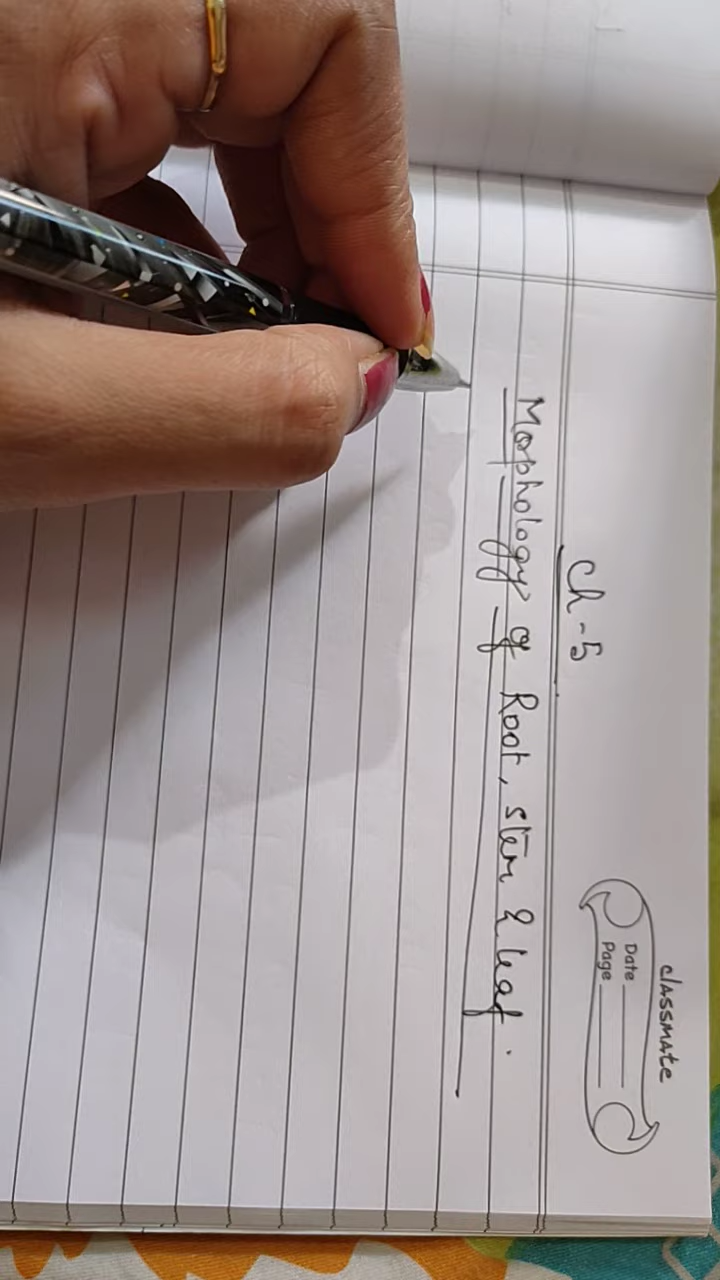 classmate
Date
Page
Ch-5
Morphology of Root, stem & leaf.